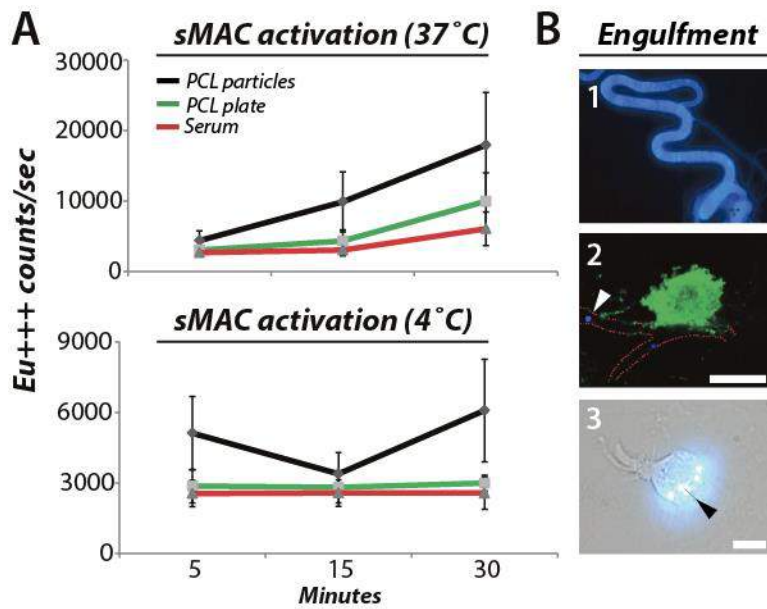 A
sMAC activation (37˚C)
30000
20000
10000
0
PCL particles
PCL plate
Serum
Eu+++ counts/sec
sMAC activation (4˚C)
9000
6000
3000
0
5 15 30
Minutes
B
Engulfment
1
2
3